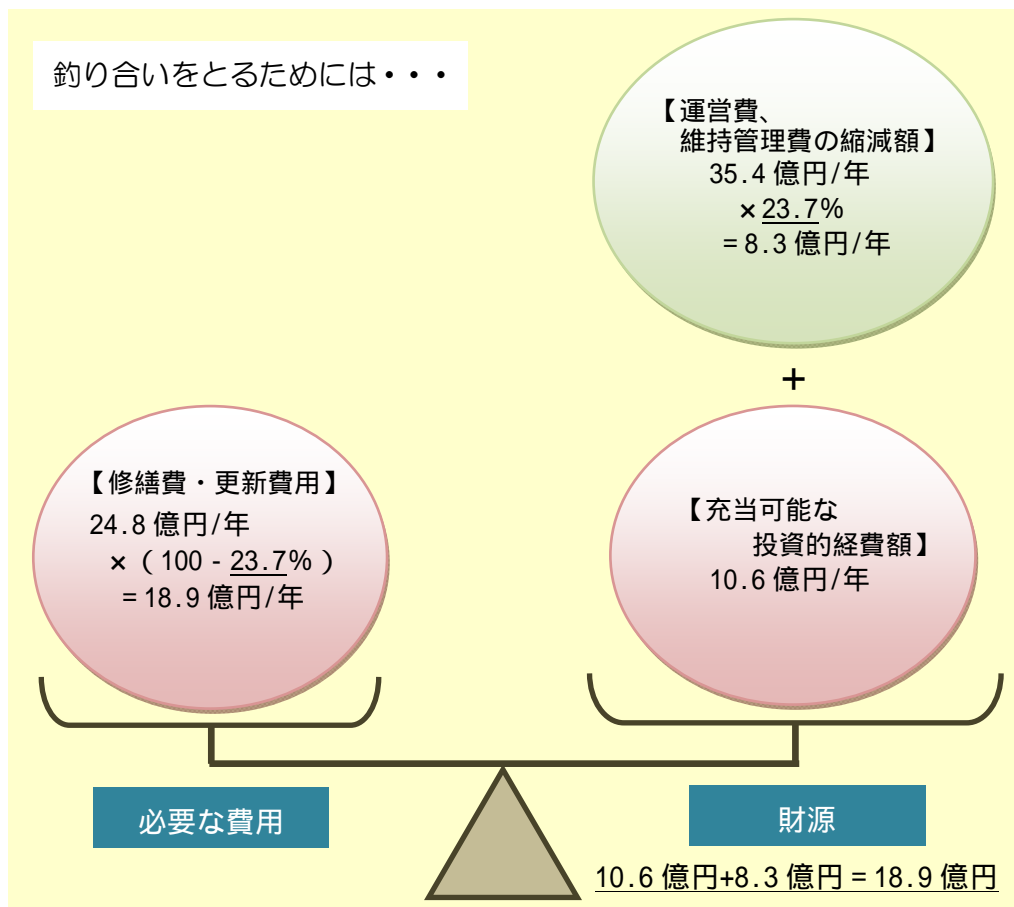 釣り合いをとるためには・・・
【運営費、
維持管理費の縮減額】
35.4億円/年
×23.7%
=8.3億円/年
+
【修繕費・更新費用】
24.8億円/年
×(100-23.7%)
=18.9億円/年
【充当可能な
投資的経費額】
10.6億円/年
必要な費用
財源
10.6億円+8.3億円=18.9億円